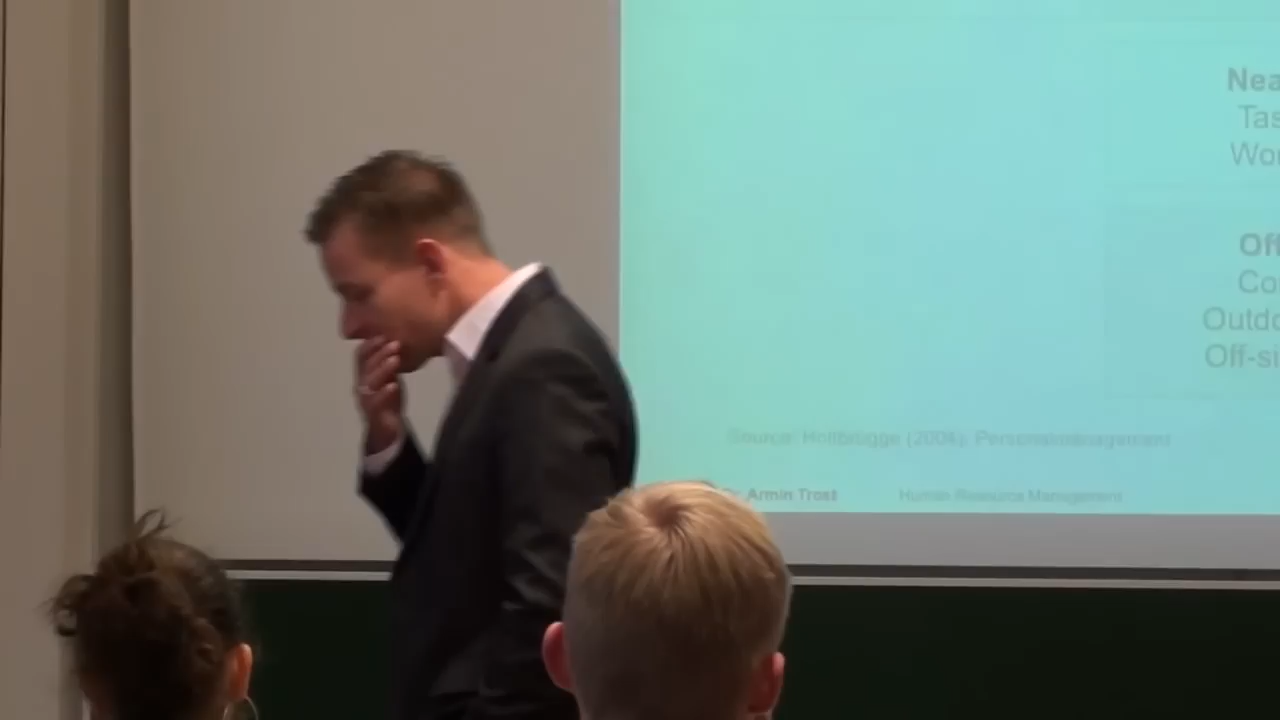 Nea
Tas
Wor
Off
Co
Outdo
Off-si
Source: Holtbrügge (2004): Personalmanagement
Armin Trost
Human Resource Management